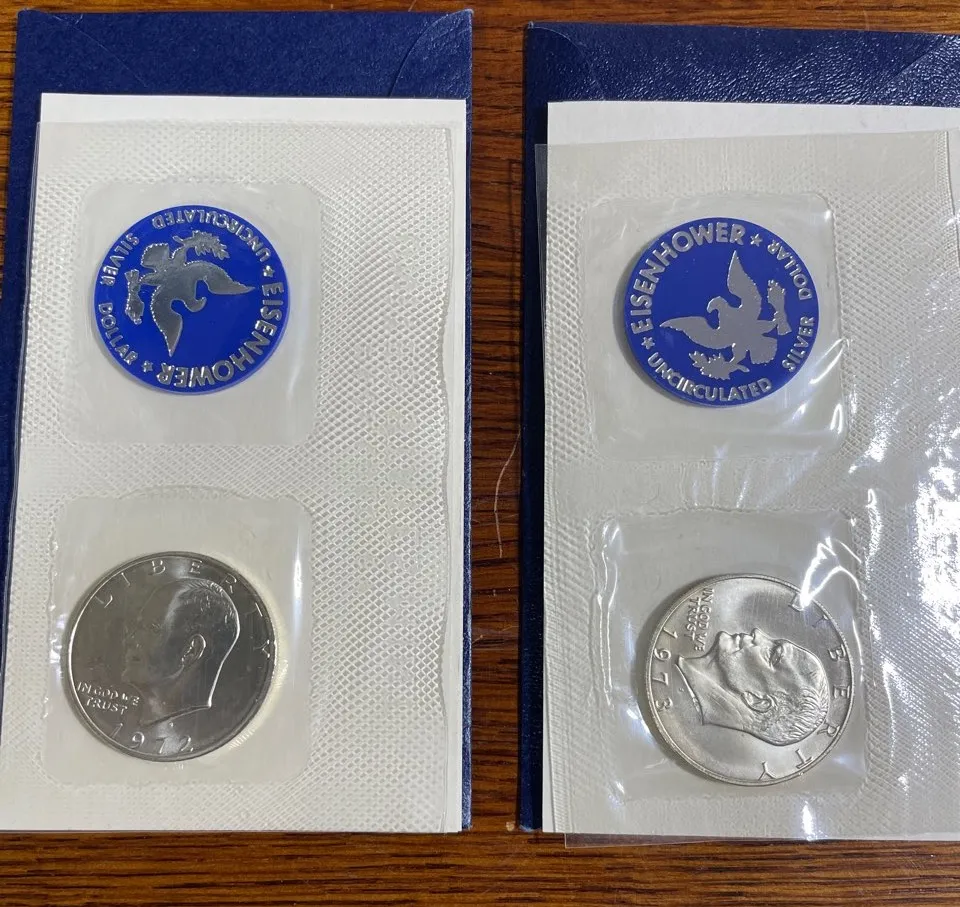 ★ EISENHOWER ★
UNCIRCULATED
SILVER DOLLAR
LIBERTY
IN GOD WE
TRUST
1972
★ EISENHOWER ★
UNCIRCULATED
SILVER DOLLAR
LIBERTY
IN GOD WE
TRUST
1973